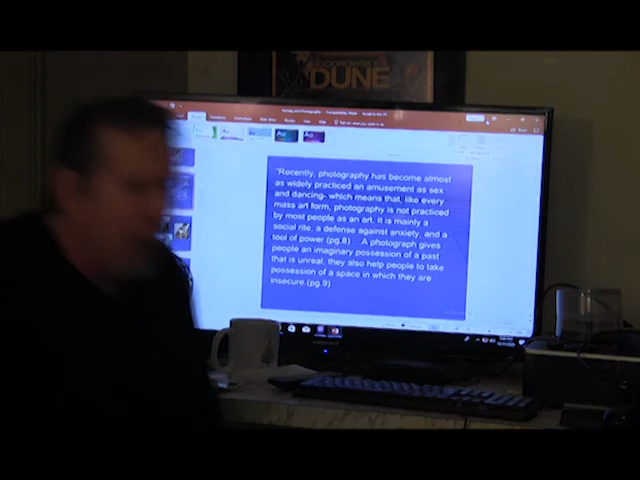 JODOROWSKY'S
DUNE
"Recently, photography has become almost
as widely practiced an amusement as sex
and dancing- which means that, like every
mass art form, photography is not practiced
by most people as an art. It is mainly a
social rite, a defense against anxiety, and a
tool of power (pg.8) ....A photograph gives
people an imaginary possession of a past
that is unreal, they also help people to take
possession of a space in which they are
insecure.(pg.9)